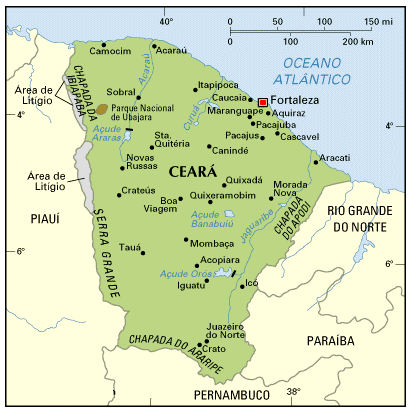 40°
0 50 100 150 mi
0 100 200 km
OCEANO
ATLÂNTICO
Camocim
Acaraú
Acaraú
CHAPADA DA
IBIAPABA
Área de
Litígio
Sobral
Itapipoca
Caucaia
Fortaleza
Parque Nacional
de Ubajara
Curu
Maranguape
Aquiraz
Pacajuba
4°
4°
Açude
Araras
Sta.
Quitéria
Pacajus
Cascavel
Canindé
Novas
Russas
Aracati
CEARÁ
Área de
Litígio
Crateús
Quixadá
Morada
Nova
Boa
Viagem
Quixeramobim
CHAPADA
DO APODI
PIAUÍ
SERRA GRANDE
Açude
Banabuiú
Jaguaribe
RIO GRANDE
DO NORTE
6°
6°
Tauá
Mombaça
Acopiara
Açude Orós
Iguatu
Icó
Juazeiro
do Norte
Crato
CHAPADA DO ARARIPE
PARAÍBA
PERNAMBUCO
38°